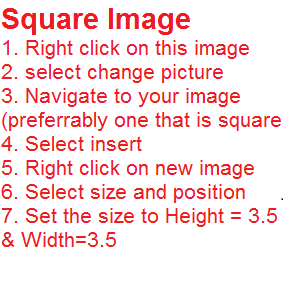 Square Image
1. Right click on this image
2. select change picture
3. Navigate to your image
(preferrably one that is square
4. Select insert
5. Right click on new image
6. Select size and position
7. Set the size to Height = 3.5
& Width=3.5